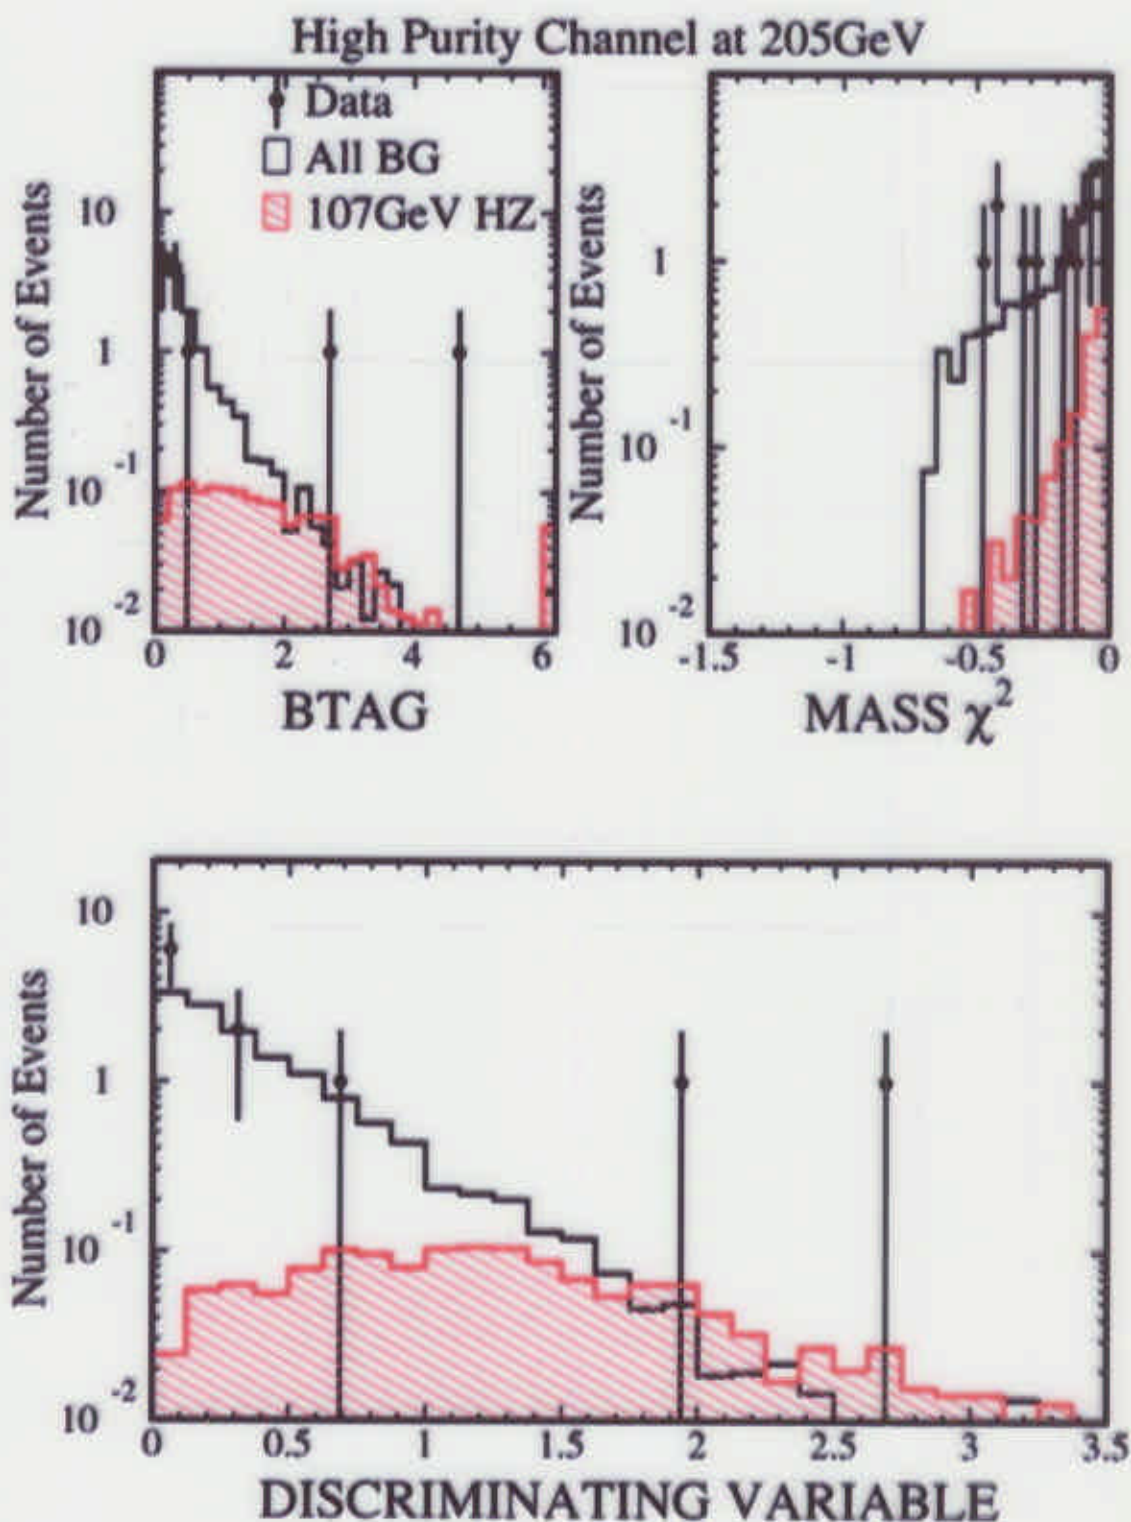 High Purity Channel at 205GeV
Data
All BG
107GeV HZ
Number of Events
10
1
10^-1
10^-2
0 2 4 6
BTAG
Number of Events
1
10^-1
10^-2
-1.5 -1 -0.5 0
MASS χ²
Number of Events
10
1
10^-1
10^-2
0 0.5 1 1.5 2 2.5 3 3.5
DISCRIMINATING VARIABLE